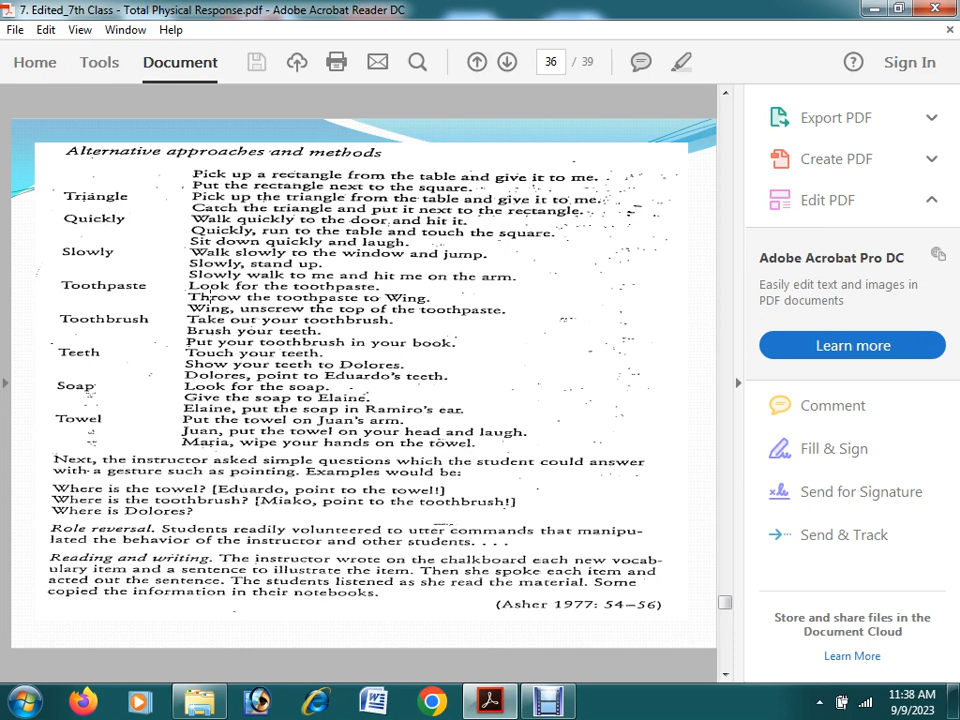 7. Edited_7th Class - Total Physical Response.pdf - Adobe Acrobat Reader DC
File Edit View Window Help
Home Tools Document 36 / 39 Sign In
Alternative approaches and methods
Pick up a rectangle from the table and give it to me.
Put the rectangle next to the square.
Triangle Pick up the triangle from the table and give it to me.
Catch the triangle and put it next to the rectangle.
Quickly Walk quickly to the door and hit it.
Quickly, run to the table and touch the square.
Sit down quickly and laugh.
Slowly Walk slowly to the window and jump.
Slowly, stand up.
Slowly walk to me and hit me on the arm.
Toothpaste Look for the toothpaste.
Throw the toothpaste to Wing.
Wing, unscrew the top of the toothpaste.
Toothbrush Take out your toothbrush.
Brush your teeth.
Put your toothbrush in your book.
Teeth Touch your teeth.
Show your teeth to Dolores.
Dolores, point to Eduardo's teeth.
Soap Look for the soap.
Give the soap to Elaine.
Elaine, put the soap in Ramiro's ear.
Towel Put the towel on Juan's arm.
Juan, put the towel on your head and laugh.
Maria, wipe your hands on the towel.
Next, the instructor asked simple questions which the student could answer
with a gesture such as pointing. Examples would be:
Where is the towel? [Eduardo, point to the towel!]
Where is the toothbrush? [Miako, point to the toothbrush!]
Where is Dolores?
Role reversal. Students readily volunteered to utter commands that manipu-
lated the behavior of the instructor and other students. . . .
Reading and writing. The instructor wrote on the chalkboard each new vocab-
ulary item and a sentence to illustrate the item. Then she spoke each item and
acted out the sentence. The students listened as she read the material. Some
copied the information in their notebooks.
(Asher 1977: 54–56)
Export PDF
Create PDF
Edit PDF
Adobe Acrobat Pro DC
Easily edit text and images in
PDF documents
Learn more
Comment
Fill & Sign
Send for Signature
Send & Track
Store and share files in the
Document Cloud
Learn More
11:38 AM
9/9/2023